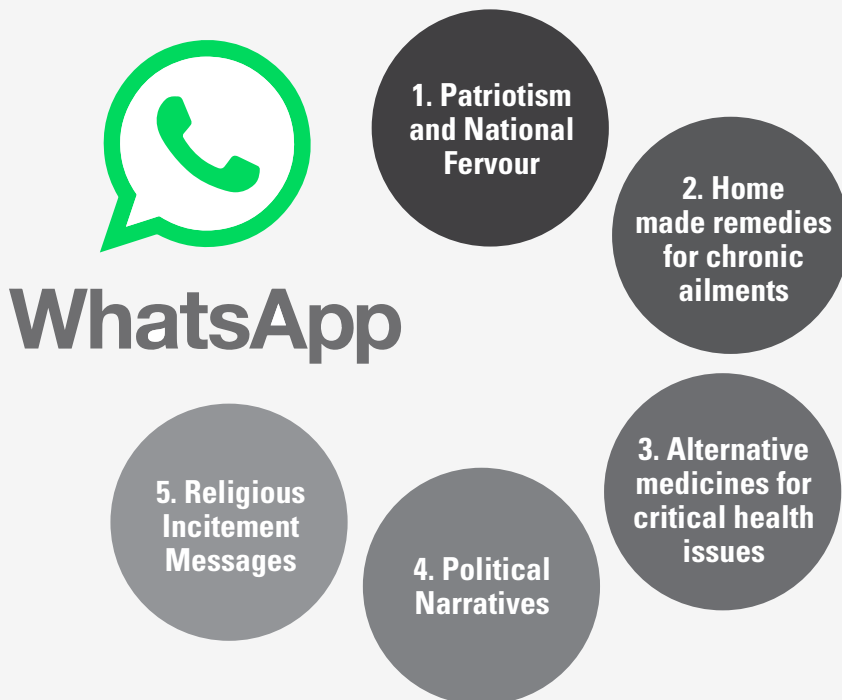 WhatsApp
1. Patriotism
and National
Fervour
2. Home
made remedies
for chronic
ailments
3. Alternative
medicines for
critical health
issues
4. Political
Narratives
5. Religious
Incitement
Messages